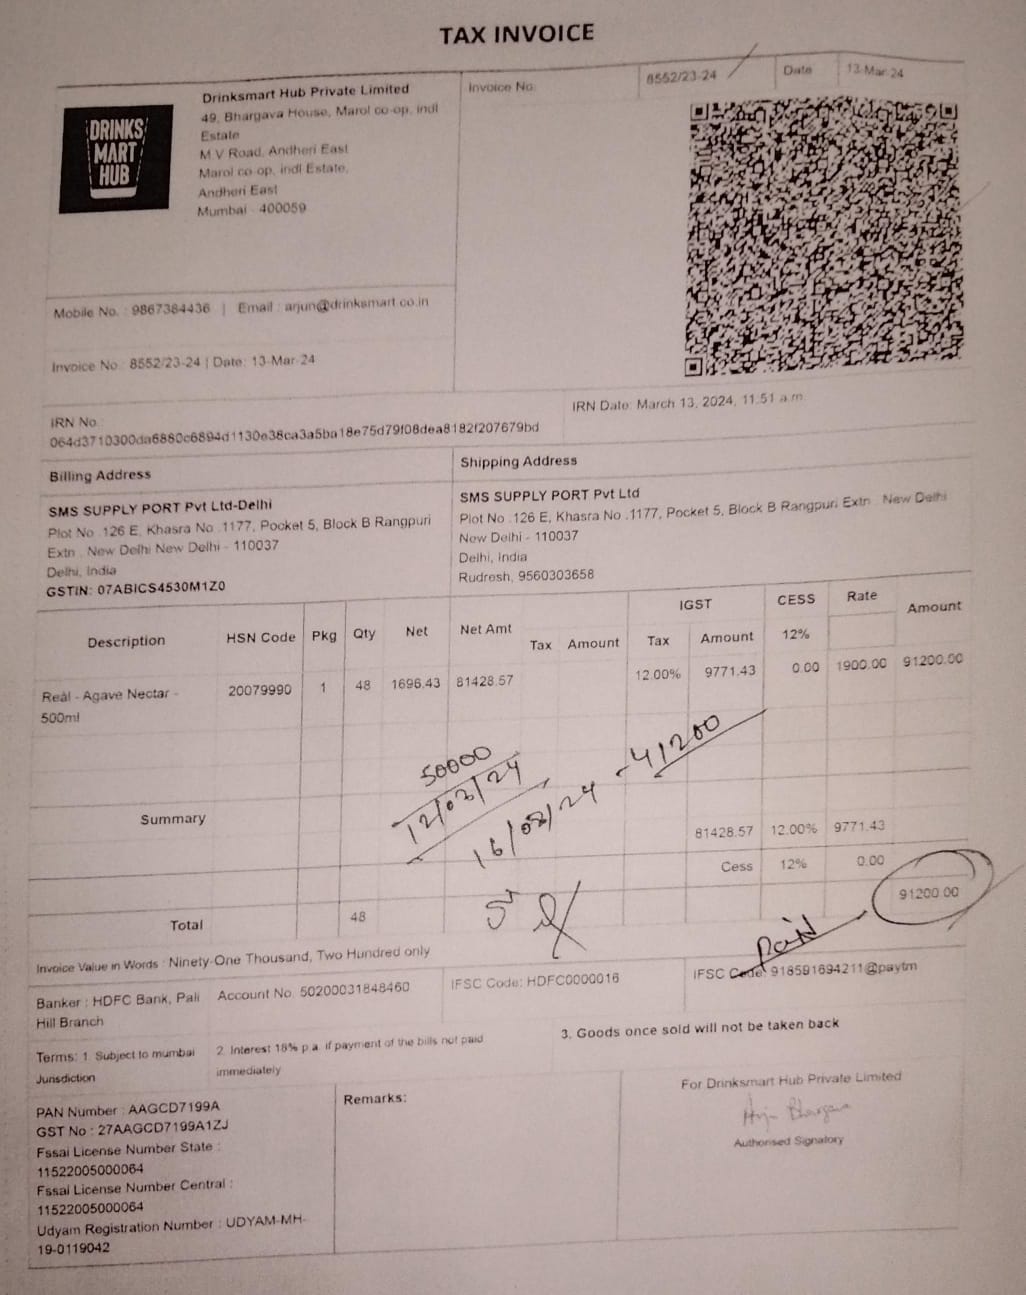 TAX INVOICE
DRINKS
MART
HUB
Drinksmart Hub Private Limited
49, Bhargava House, Marol co-op, indl
Estate
M V Road, Andheri East
Marol co-op, indl Estate,
Andheri East
Mumbai - 400059
Invoice No: 8552/23-24 Date 13-Mar-24
Mobile No. : 9867384436 | Email : arjun@drinksmart.co.in
Invoice No: 8552/23-24 | Date: 13-Mar-24
IRN No.:
064d3710300da6880c6894d1130e38ca3a5ba18e75d79f08dea8182f207679bd
IRN Date: March 13, 2024, 11:51 a.m.
Billing Address
SMS SUPPLY PORT Pvt Ltd-Delhi
Plot No .126 E, Khasra No .1177, Pocket 5, Block B Rangpuri
Extn . New Delhi New Delhi - 110037
Delhi, India
GSTIN: 07ABICS4530M1Z0
Shipping Address
SMS SUPPLY PORT Pvt Ltd
Plot No .126 E, Khasra No .1177, Pocket 5, Block B Rangpuri Extn . New Delhi
New Delhi - 110037
Delhi, India
Rudresh, 9560303658
Description HSN Code Pkg Qty Net Net Amt Tax Amount IGST Tax Amount CESS 12% Rate Amount
Reàl - Agave Nectar - 20079990 1 48 1696.43 81428.57 12.00% 9771.43 0.00 1900.00 91200.00
500ml
50000
12/03/24
16/03/24 - 41200
Summary 81428.57 12.00% 9771.43
Cess 12% 0.00
Total 48 91200.00
Paid
Invoice Value in Words : Ninety-One Thousand, Two Hundred only
Banker : HDFC Bank, Pali
Hill Branch
Account No. 50200031848460
IFSC Code: HDFC0000016
IFSC Code: 918591694211@paytm
Terms: 1. Subject to mumbai
Jurisdiction
2. Interest 18% p.a. if payment of the bills not paid
immediately
3. Goods once sold will not be taken back
PAN Number : AAGCD7199A
GST No : 27AAGCD7199A1ZJ
Fssai License Number State :
11522005000064
Fssai License Number Central :
11522005000064
Udyam Registration Number : UDYAM-MH-
19-0119042
Remarks:
For Drinksmart Hub Private Limited
Authorised Signatory